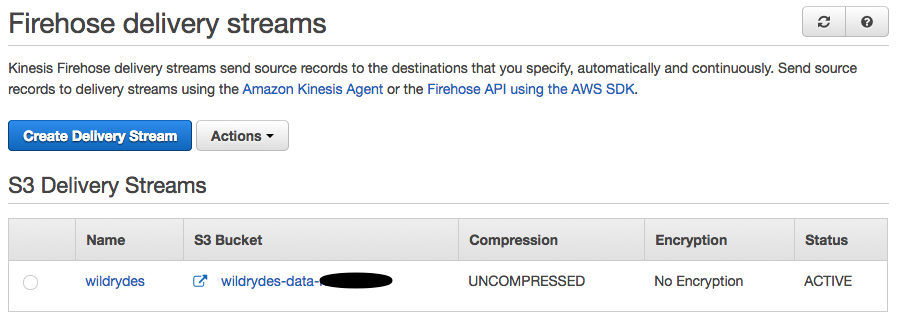 Firehose delivery streams
Kinesis Firehose delivery streams send source records to the destinations that you specify, automatically and continuously. Send source
records to delivery streams using the Amazon Kinesis Agent or the Firehose API using the AWS SDK.
Create Delivery Stream Actions
S3 Delivery Streams
Name S3 Bucket Compression Encryption Status
wildrydes wildrydes-data- UNCOMPRESSED No Encryption ACTIVE